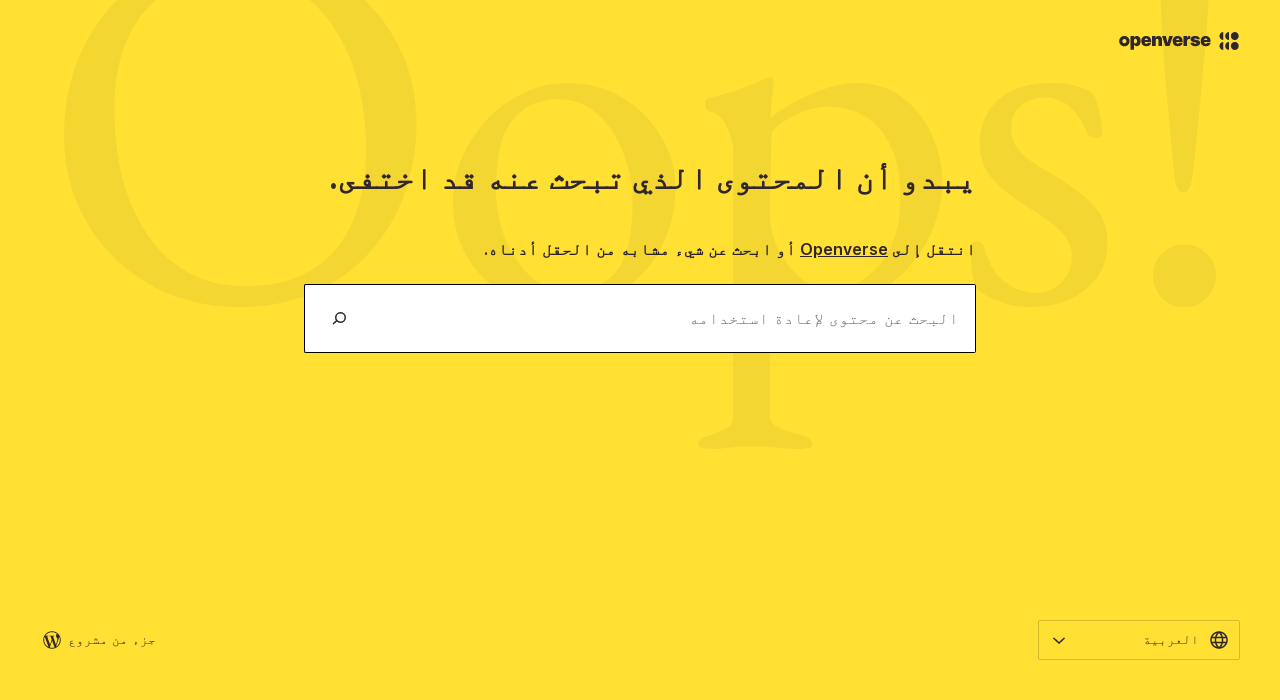 openverse
Oops!
يبدو أن المحتوى الذي تبحث عنه قد اختفى.
انتقل إلى Openverse أو ابحث عن شيء مشابه من الحقل أدناه.
البحث عن محتوى لإعادة استخدامه
العربية
جزء من مشروع